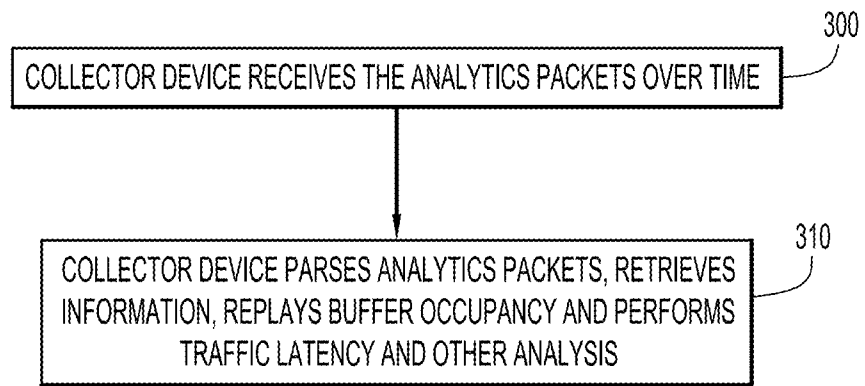 300
COLLECTOR DEVICE RECEIVES THE ANALYTICS PACKETS OVER TIME
310
COLLECTOR DEVICE PARSES ANALYTICS PACKETS, RETRIEVES
INFORMATION, REPLAYS BUFFER OCCUPANCY AND PERFORMS
TRAFFIC LATENCY AND OTHER ANALYSIS